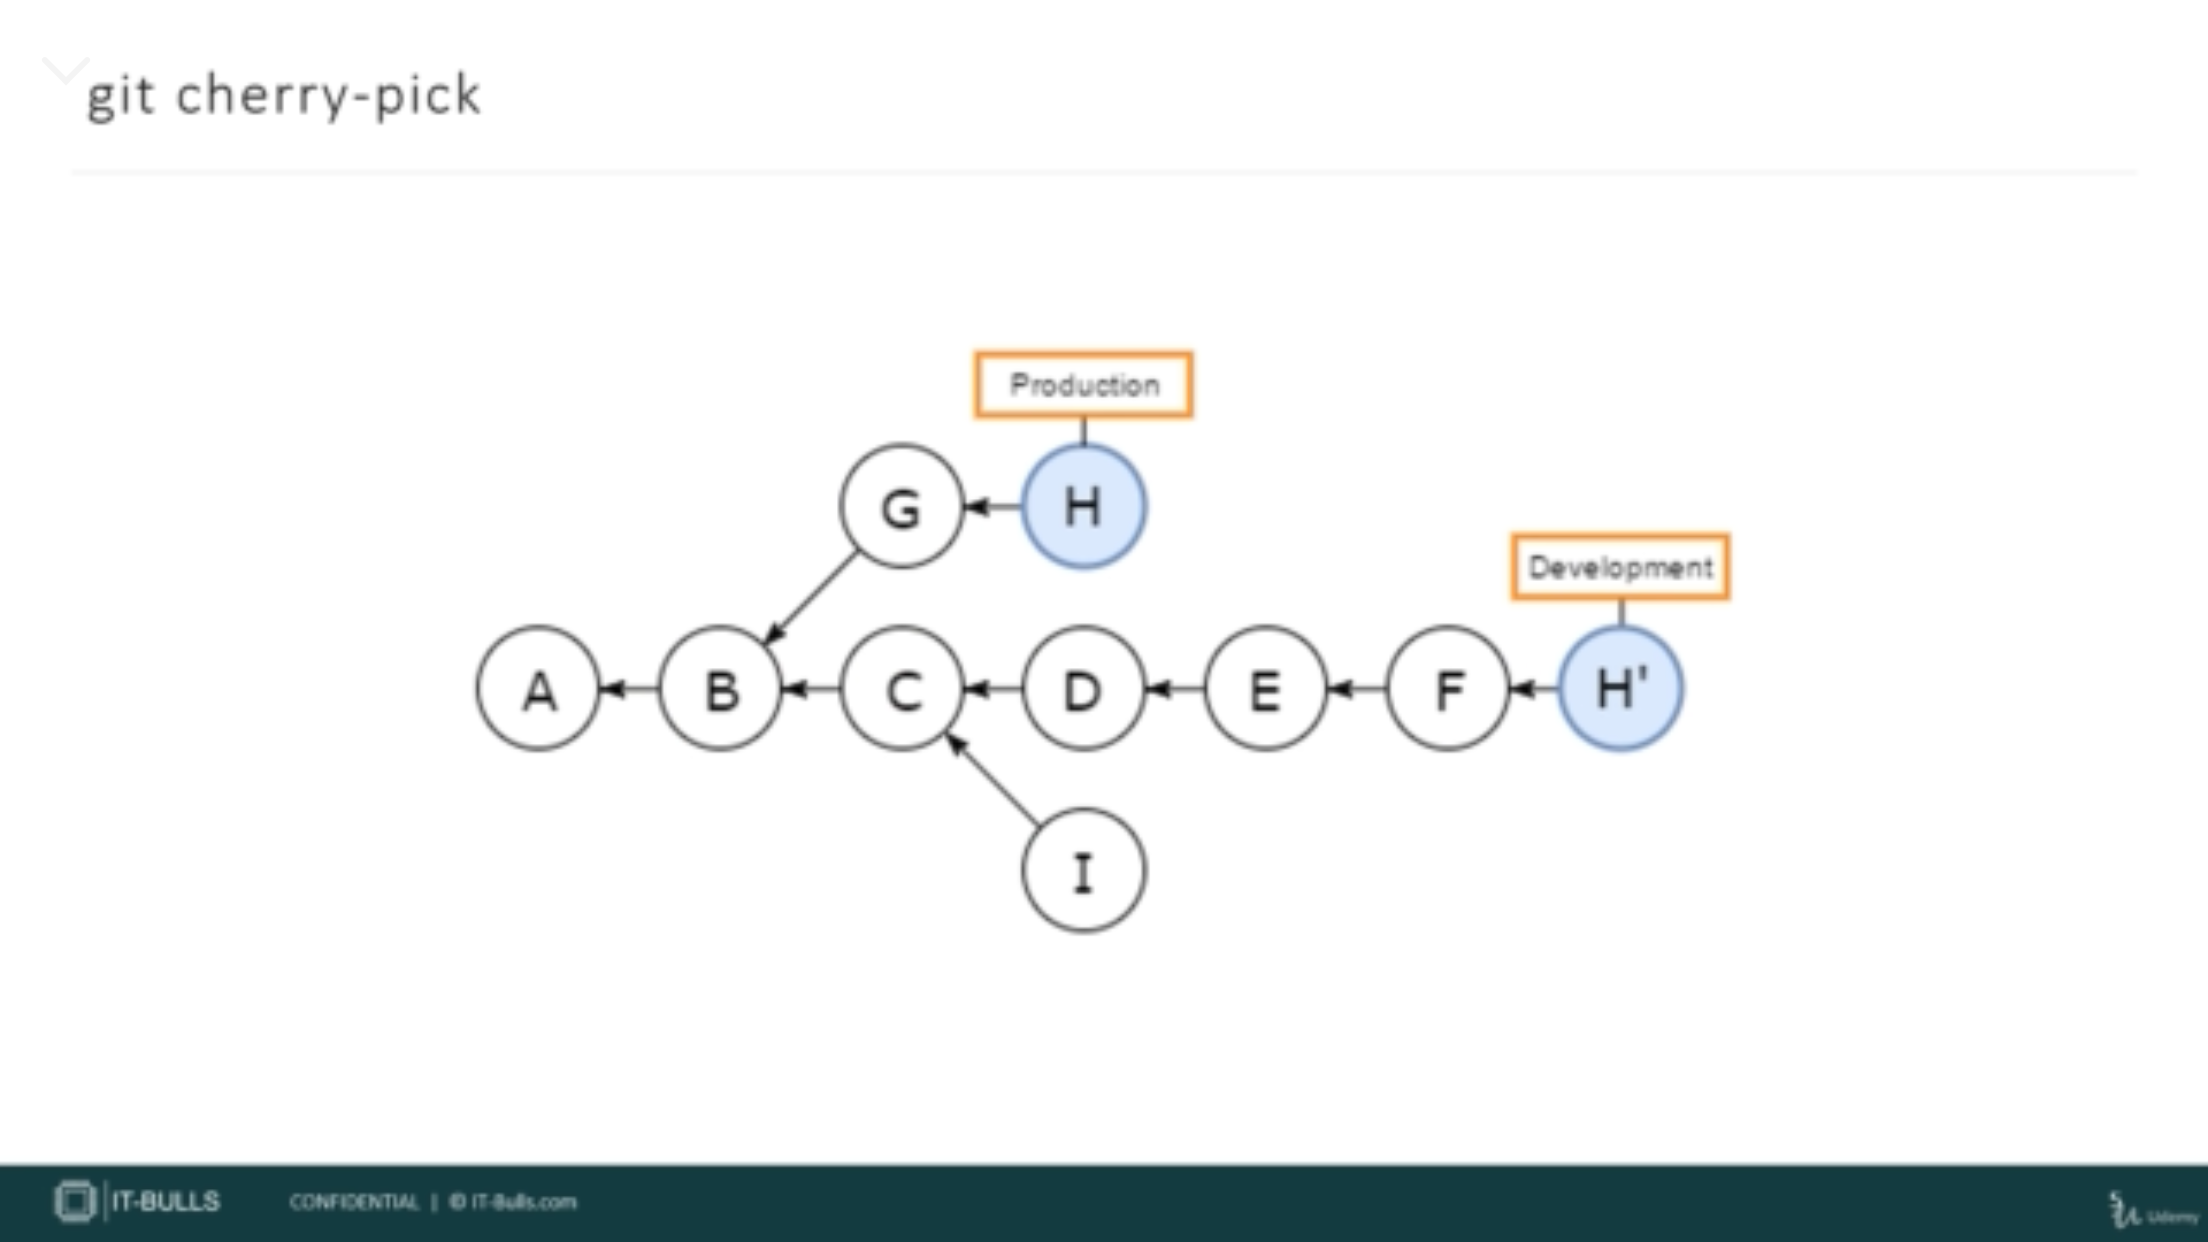 git cherry-pick
Production
G
H
Development
A
B
C
D
E
F
H'
I
IT-BULLS
CONFIDENTIAL | © IT-Bulls.com
Udemy